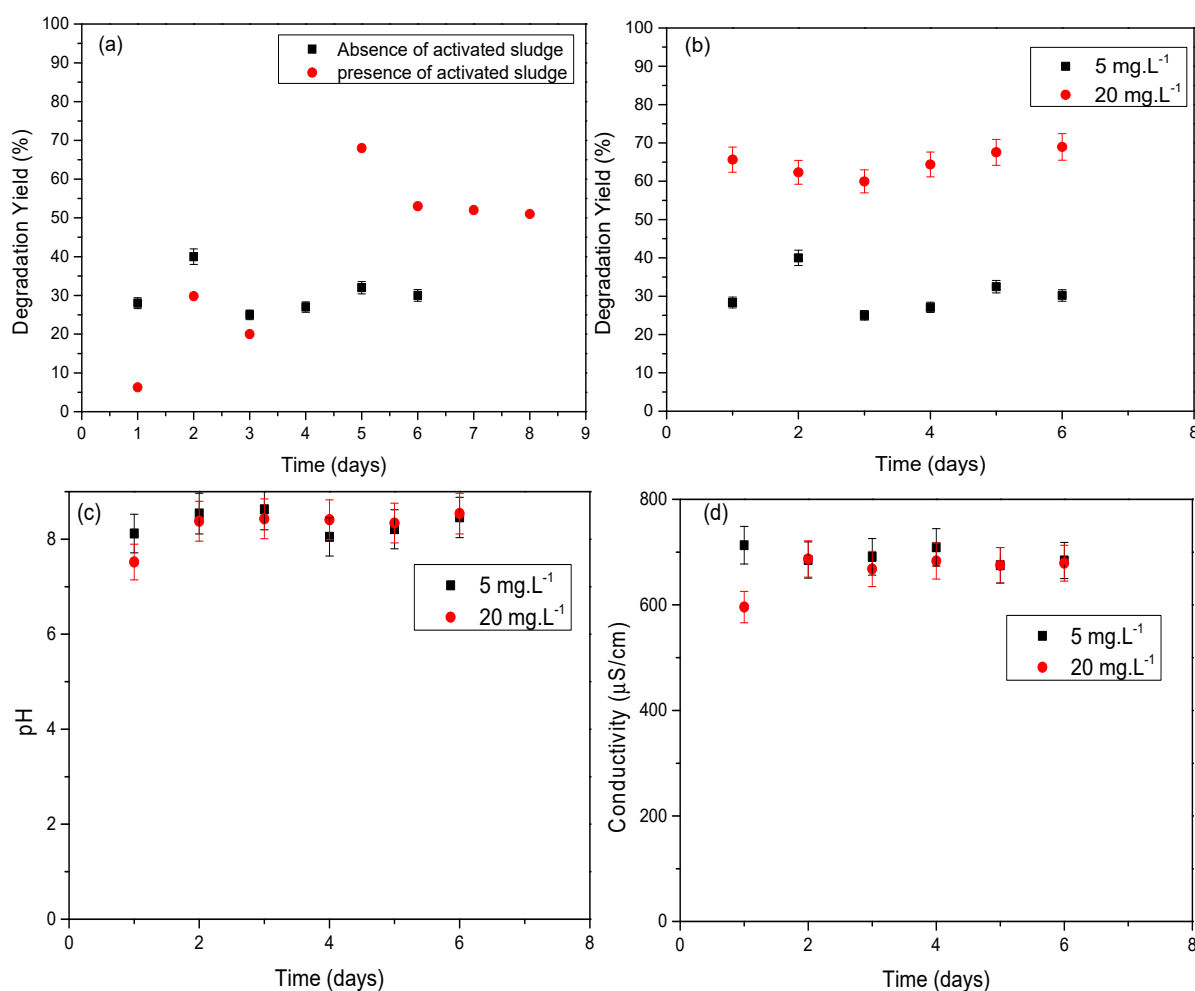 (a)
Absence of activated sludge
presence of activated sludge
Degradation Yield (%)
100
90
80
70
60
50
40
30
20
10
0
0 1 2 3 4 5 6 7 8 9
Time (days)
(b)
5 mg.L⁻¹
20 mg.L⁻¹
Degradation Yield (%)
100
90
80
70
60
50
40
30
20
10
0
0 2 4 6 8
Time (days)
(c)
5 mg.L⁻¹
20 mg.L⁻¹
pH
8
6
4
2
0
0 2 4 6 8
Time (days)
(d)
5 mg.L⁻¹
20 mg.L⁻¹
Conductivity (μS/cm)
800
600
400
200
0
0 2 4 6 8
Time (days)